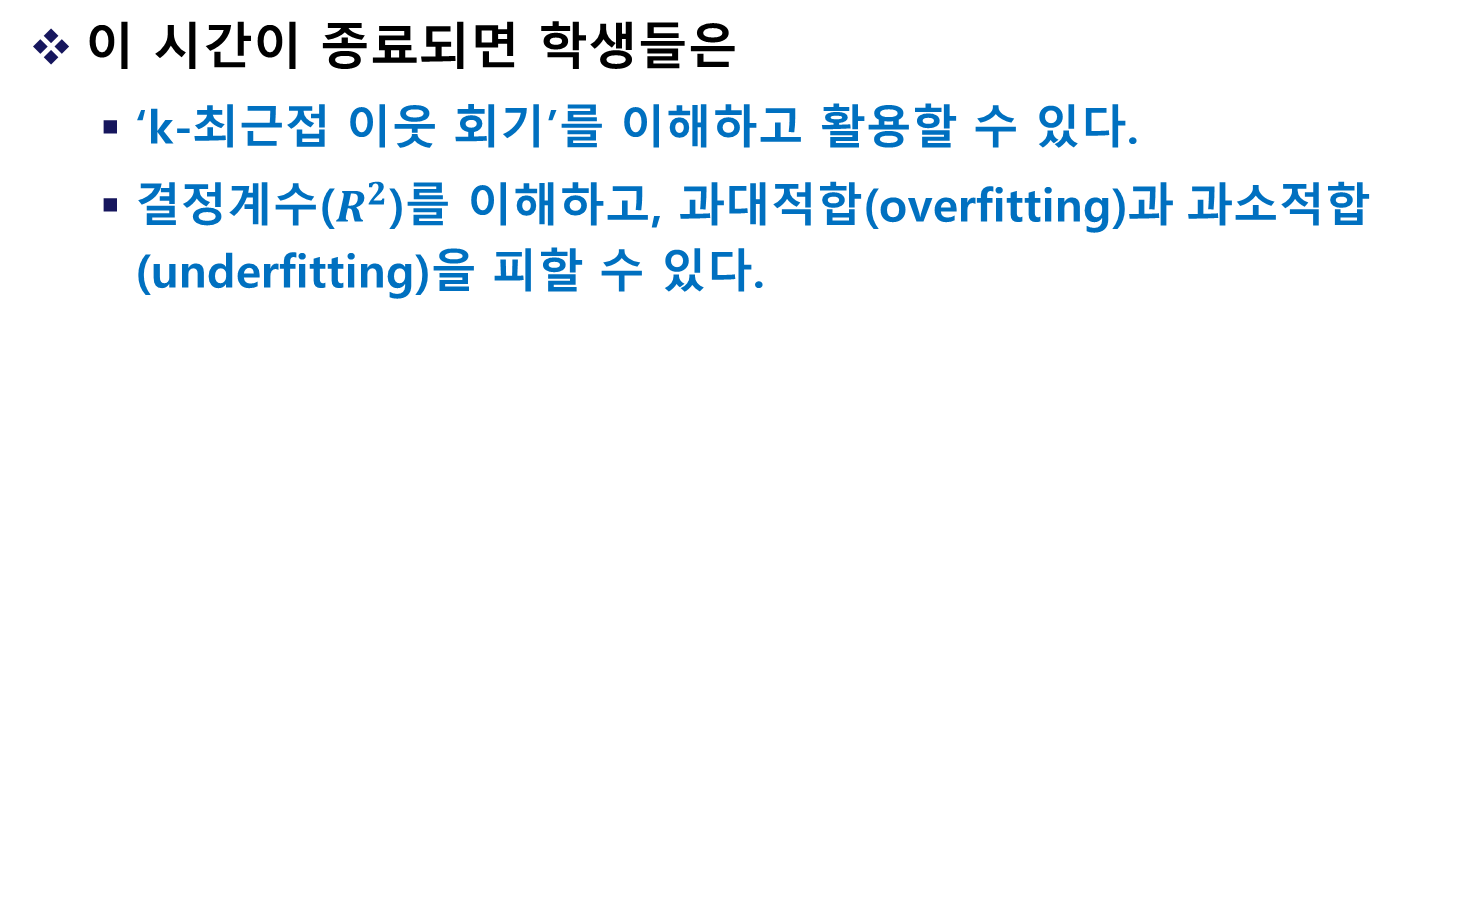 ❖ 이 시간이 종료되면 학생들은
▪ ‘k-최근접 이웃 회기’를 이해하고 활용할 수 있다.
▪ 결정계수(R²)를 이해하고, 과대적합(overfitting)과 과소적합
(underfitting)을 피할 수 있다.